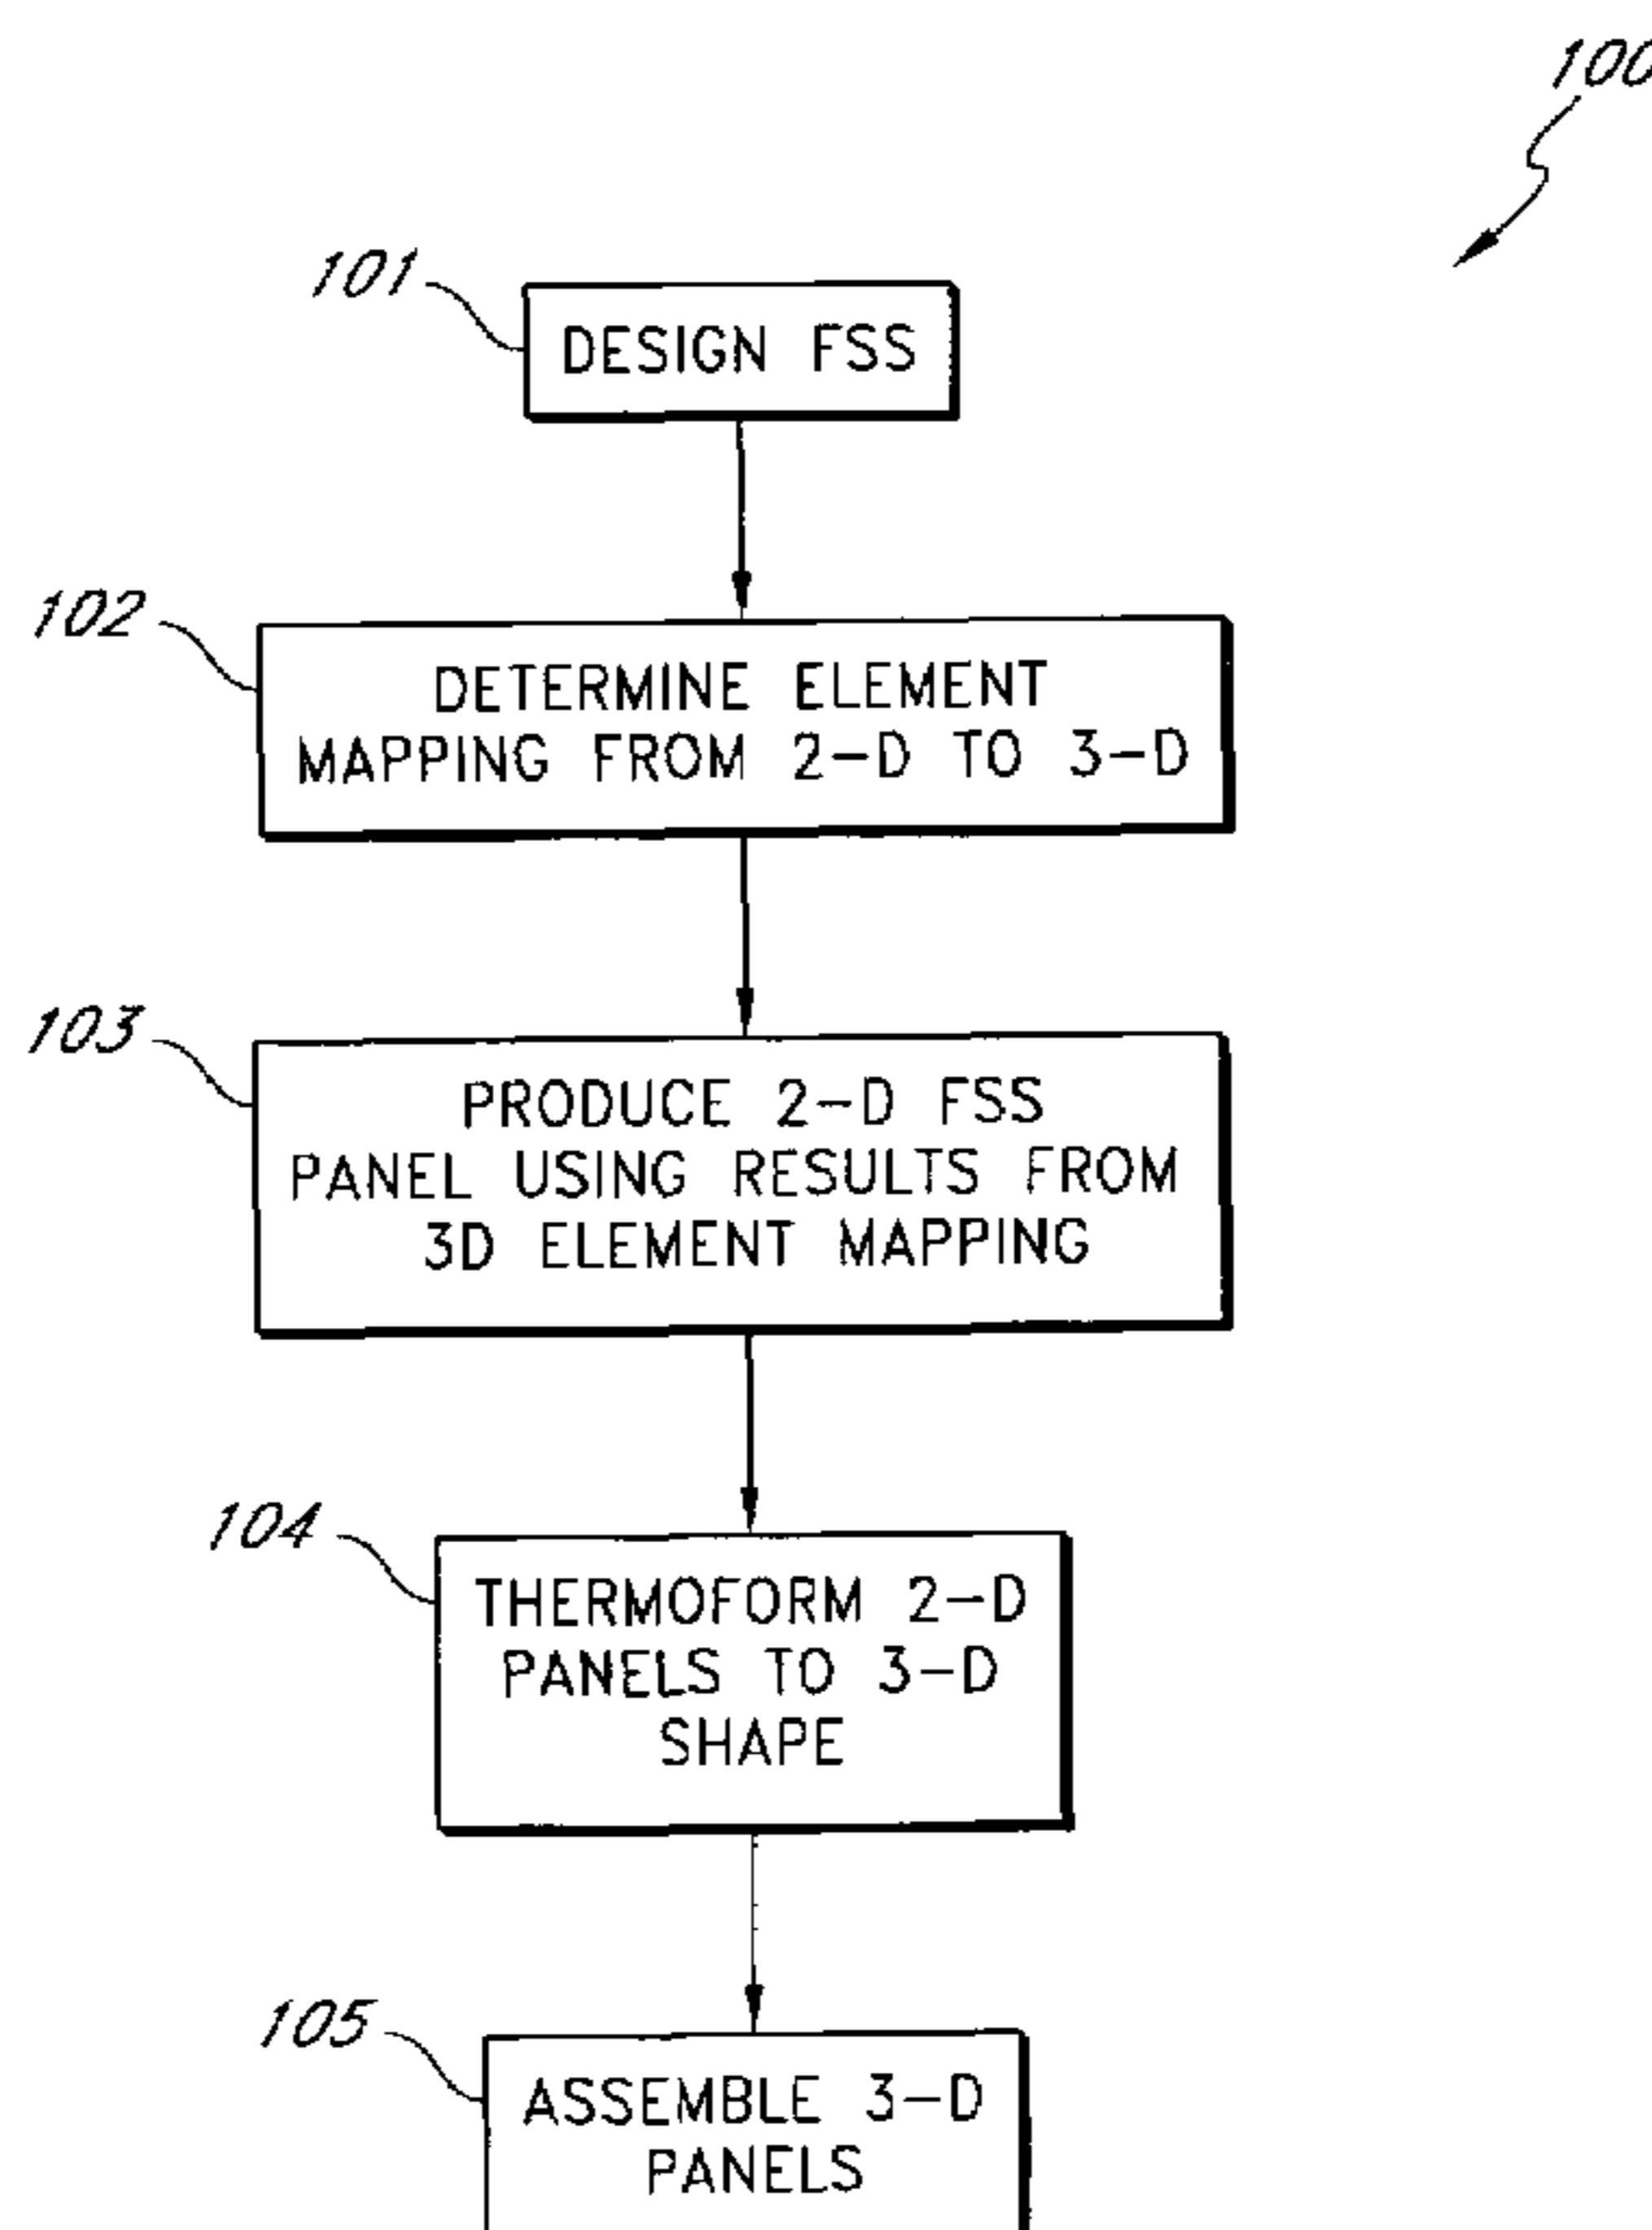 100
101
DESIGN FSS
102
DETERMINE ELEMENT
MAPPING FROM 2-D TO 3-D
103
PRODUCE 2-D FSS
PANEL USING RESULTS FROM
3D ELEMENT MAPPING
104
THERMOFORM 2-D
PANELS TO 3-D
SHAPE
105
ASSEMBLE 3-D
PANELS